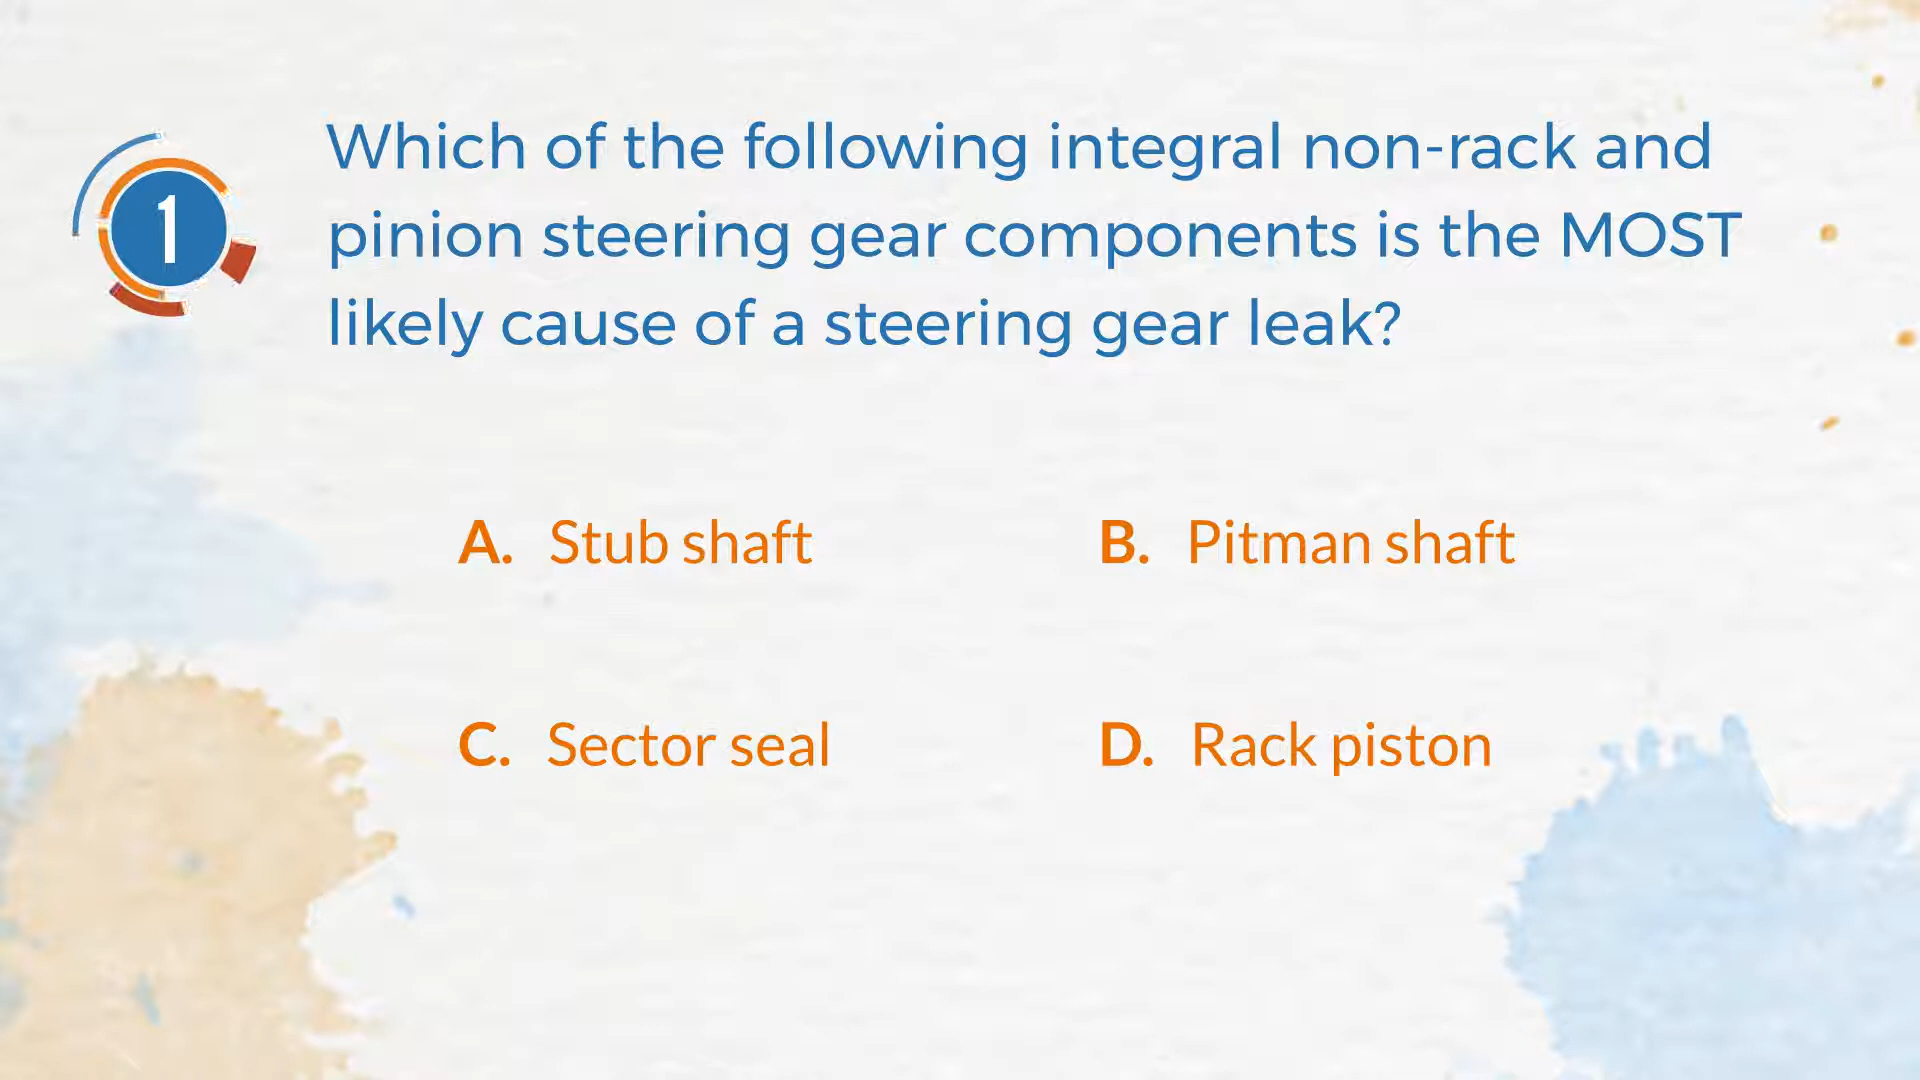 1
Which of the following integral non-rack and
pinion steering gear components is the MOST
likely cause of a steering gear leak?
A. Stub shaft
B. Pitman shaft
C. Sector seal
D. Rack piston